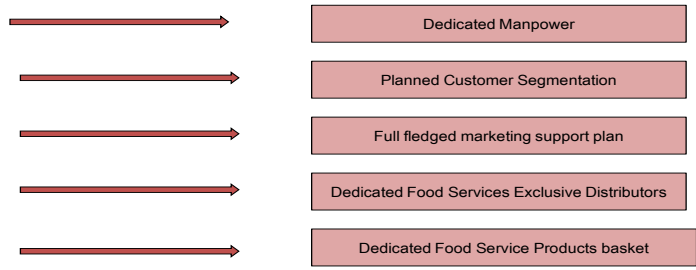 Dedicated Manpower
Planned Customer Segmentation
Full fledged marketing support plan
Dedicated Food Services Exclusive Distributors
Dedicated Food Service Products basket